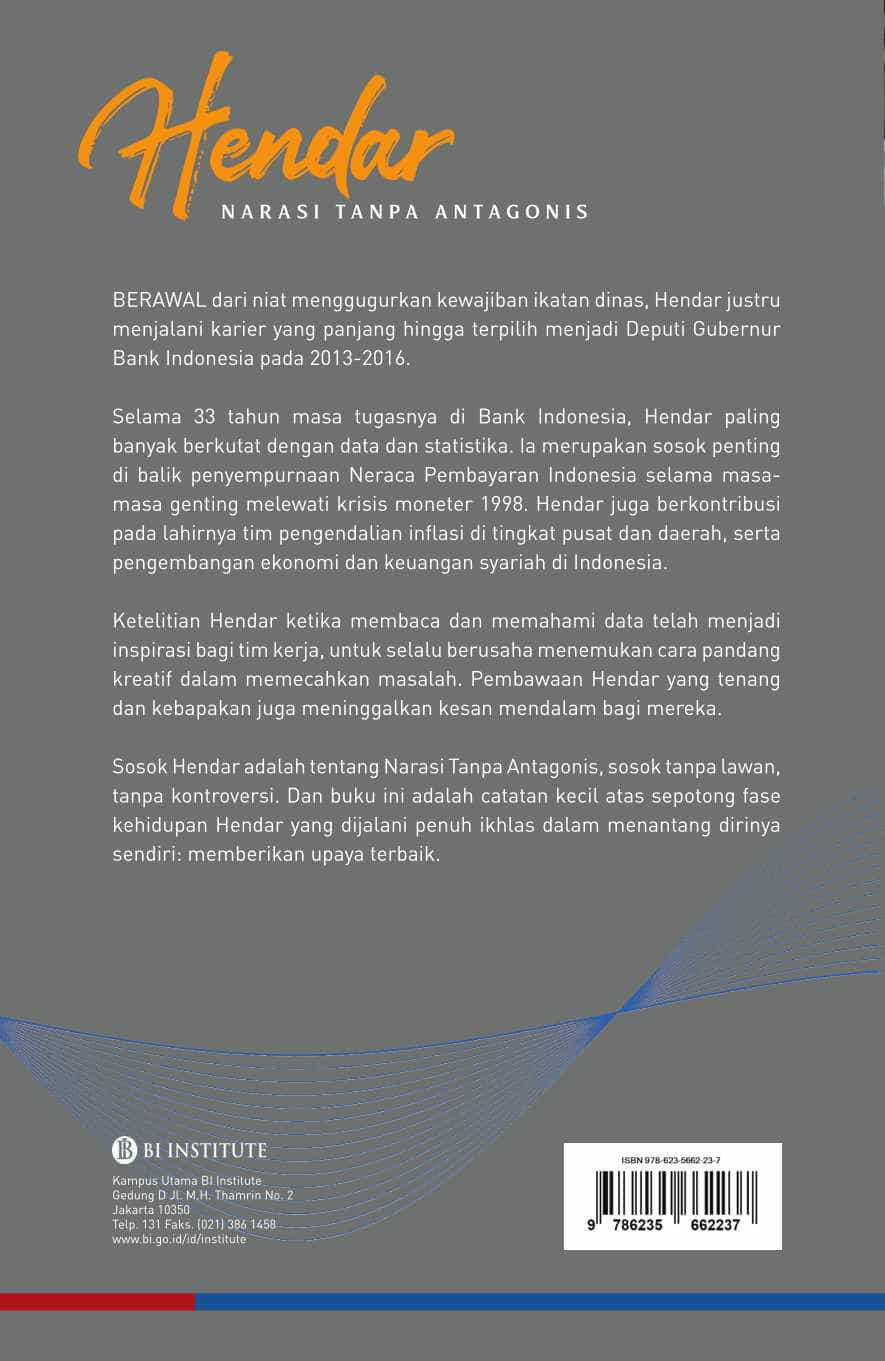 Hendar
NARASI TANPA ANTAGONIS
BERAWAL dari niat menggugurkan kewajiban ikatan dinas, Hendar justru
menjalani karier yang panjang hingga terpilih menjadi Deputi Gubernur
Bank Indonesia pada 2013-2016.
Selama 33 tahun masa tugasnya di Bank Indonesia, Hendar paling
banyak berkutat dengan data dan statistika. Ia merupakan sosok penting
di balik penyempurnaan Neraca Pembayaran Indonesia selama masa-
masa genting melewati krisis moneter 1998. Hendar juga berkontribusi
pada lahirnya tim pengendalian inflasi di tingkat pusat dan daerah, serta
pengembangan ekonomi dan keuangan syariah di Indonesia.
Ketelitian Hendar ketika membaca dan memahami data telah menjadi
inspirasi bagi tim kerja, untuk selalu berusaha menemukan cara pandang
kreatif dalam memecahkan masalah. Pembawaan Hendar yang tenang
dan kebapakan juga meninggalkan kesan mendalam bagi mereka.
Sosok Hendar adalah tentang Narasi Tanpa Antagonis, sosok tanpa lawan,
tanpa kontroversi. Dan buku ini adalah catatan kecil atas sepotong fase
kehidupan Hendar yang dijalani penuh ikhlas dalam menantang dirinya
sendiri: memberikan upaya terbaik.
BI INSTITUTE
Kampus Utama BI Institute
Gedung D Jl. M.H. Thamrin No. 2
Jakarta 10350
Telp. 131 Faks. (021) 386 1458
www.bi.go.id/id/institute
ISBN 978-623-5662-23-7
9 786235 662237